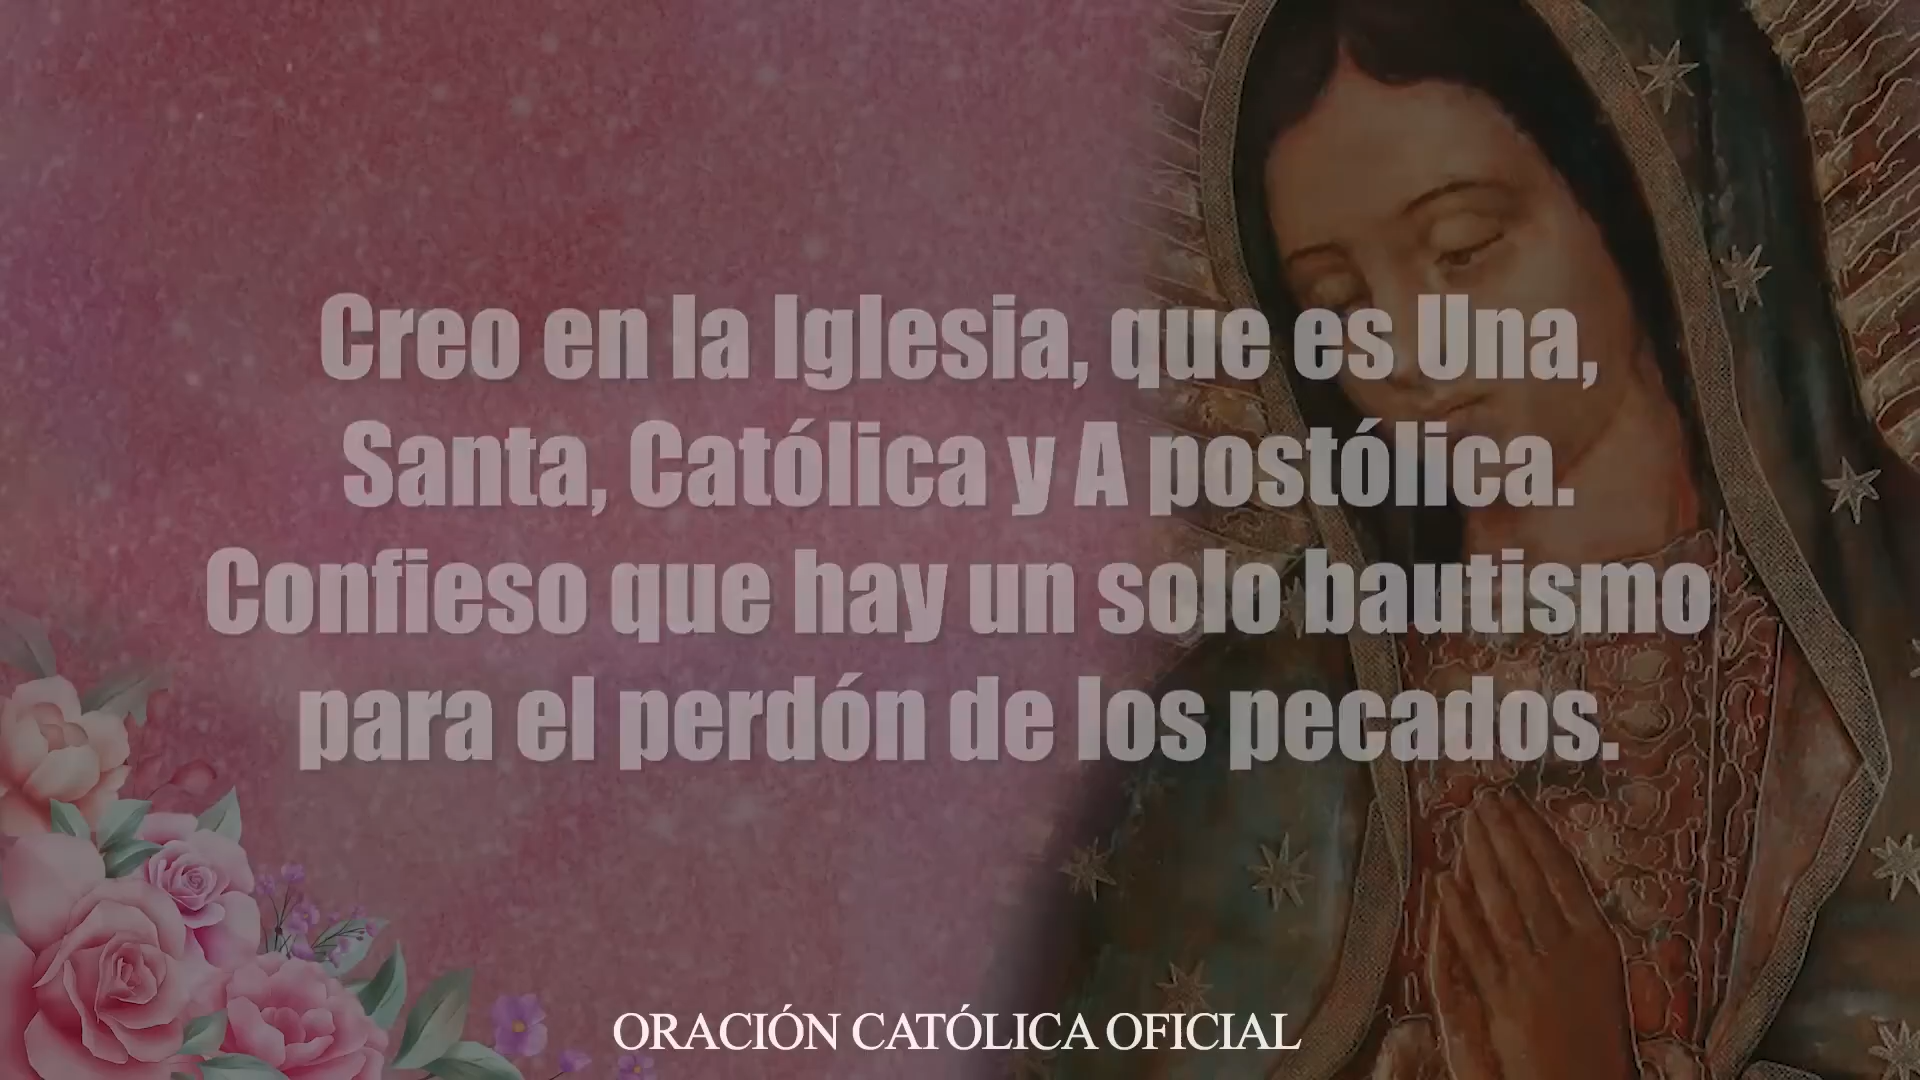 Creo en la Iglesia, que es Una,
Santa, Católica y A postólica.
Confieso que hay un solo bautismo
para el perdón de los pecados.
ORACIÓN CATÓLICA OFICIAL